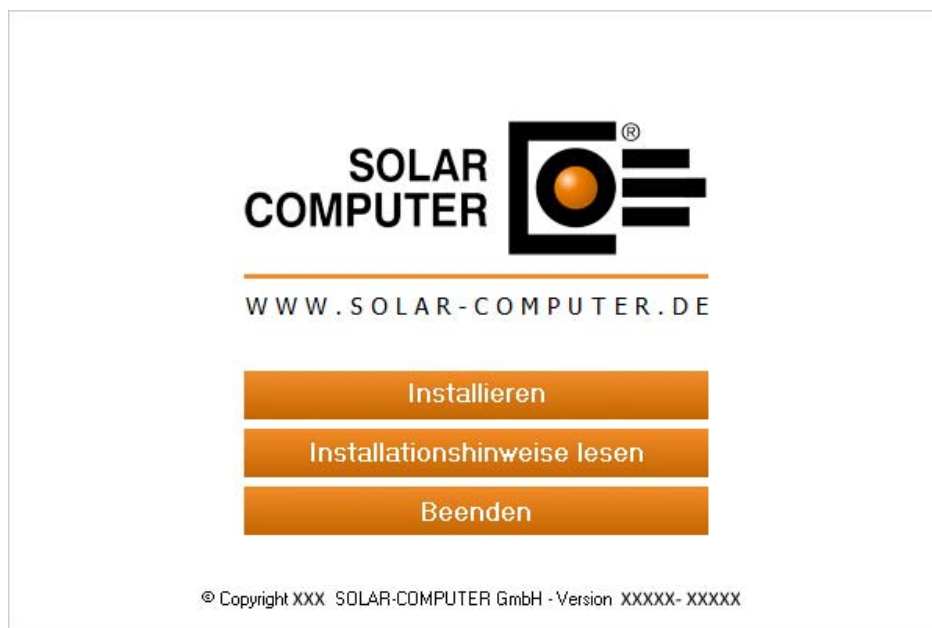 SOLAR
COMPUTER
®
WWW.SOLAR-COMPUTER.DE
Installieren
Installationshinweise lesen
Beenden
© Copyright XXX SOLAR-COMPUTER GmbH - Version XXXXX- XXXXX